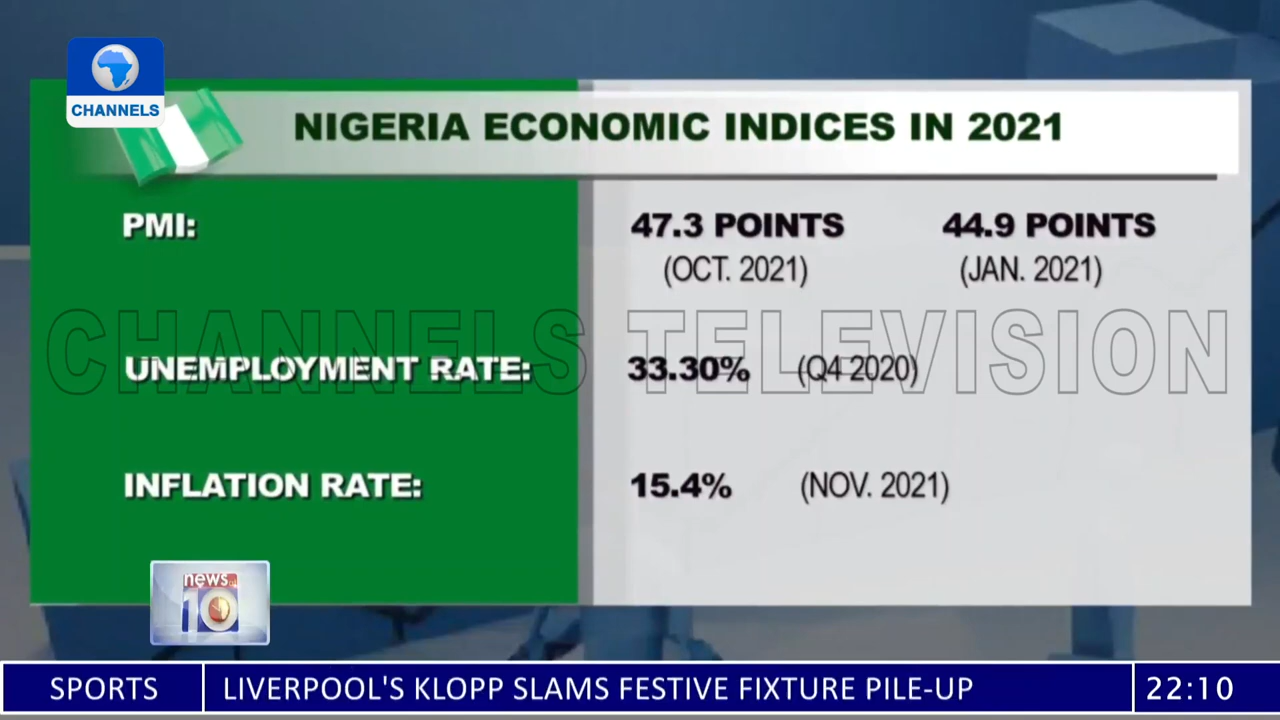 CHANNELS
NIGERIA ECONOMIC INDICES IN 2021
PMI:
47.3 POINTS
44.9 POINTS
(OCT. 2021)
(JAN. 2021)
CHANNELS TELEVISION
UNEMPLOYMENT RATE:
33.30%
(Q4 2020)
INFLATION RATE:
15.4%
(NOV. 2021)
news
10
SPORTS
LIVERPOOL'S KLOPP SLAMS FESTIVE FIXTURE PILE-UP
22:10